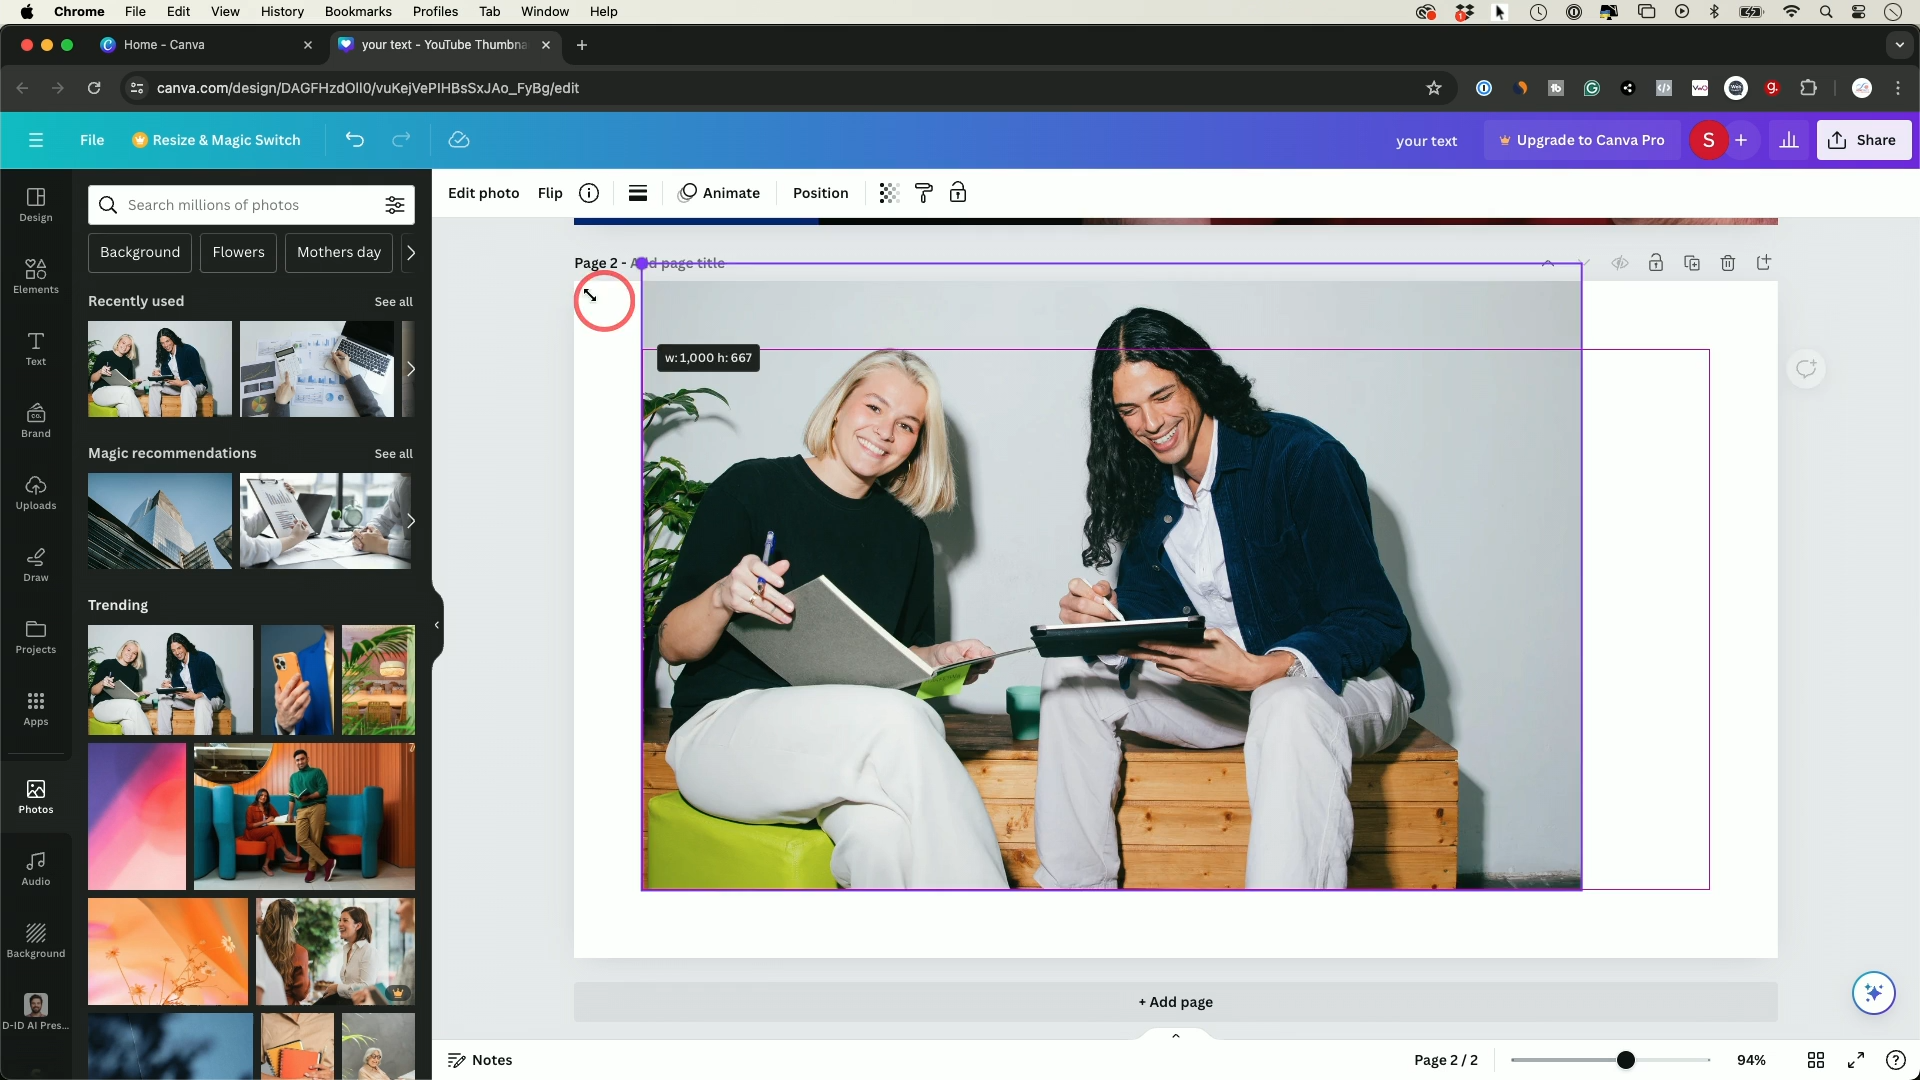 Chrome File Edit View History Bookmarks Profiles Tab Window Help
Home - Canva
your text - YouTube Thumbna
canva.com/design/DAGFHzdOll0/vuKejVePIHBsSxJAo_FyBg/edit
File
Resize & Magic Switch
your text
Upgrade to Canva Pro
S
Share
Design
Elements
Text
Brand
Uploads
Draw
Projects
Apps
Photos
Audio
Background
D-ID AI Pres...
Search millions of photos
Background
Flowers
Mothers day
Recently used
See all
Magic recommendations
See all
Trending
Edit photo
Flip
Animate
Position
Page 2 - Add page title
w: 1,000 h: 667
+ Add page
Notes
Page 2 / 2
94%